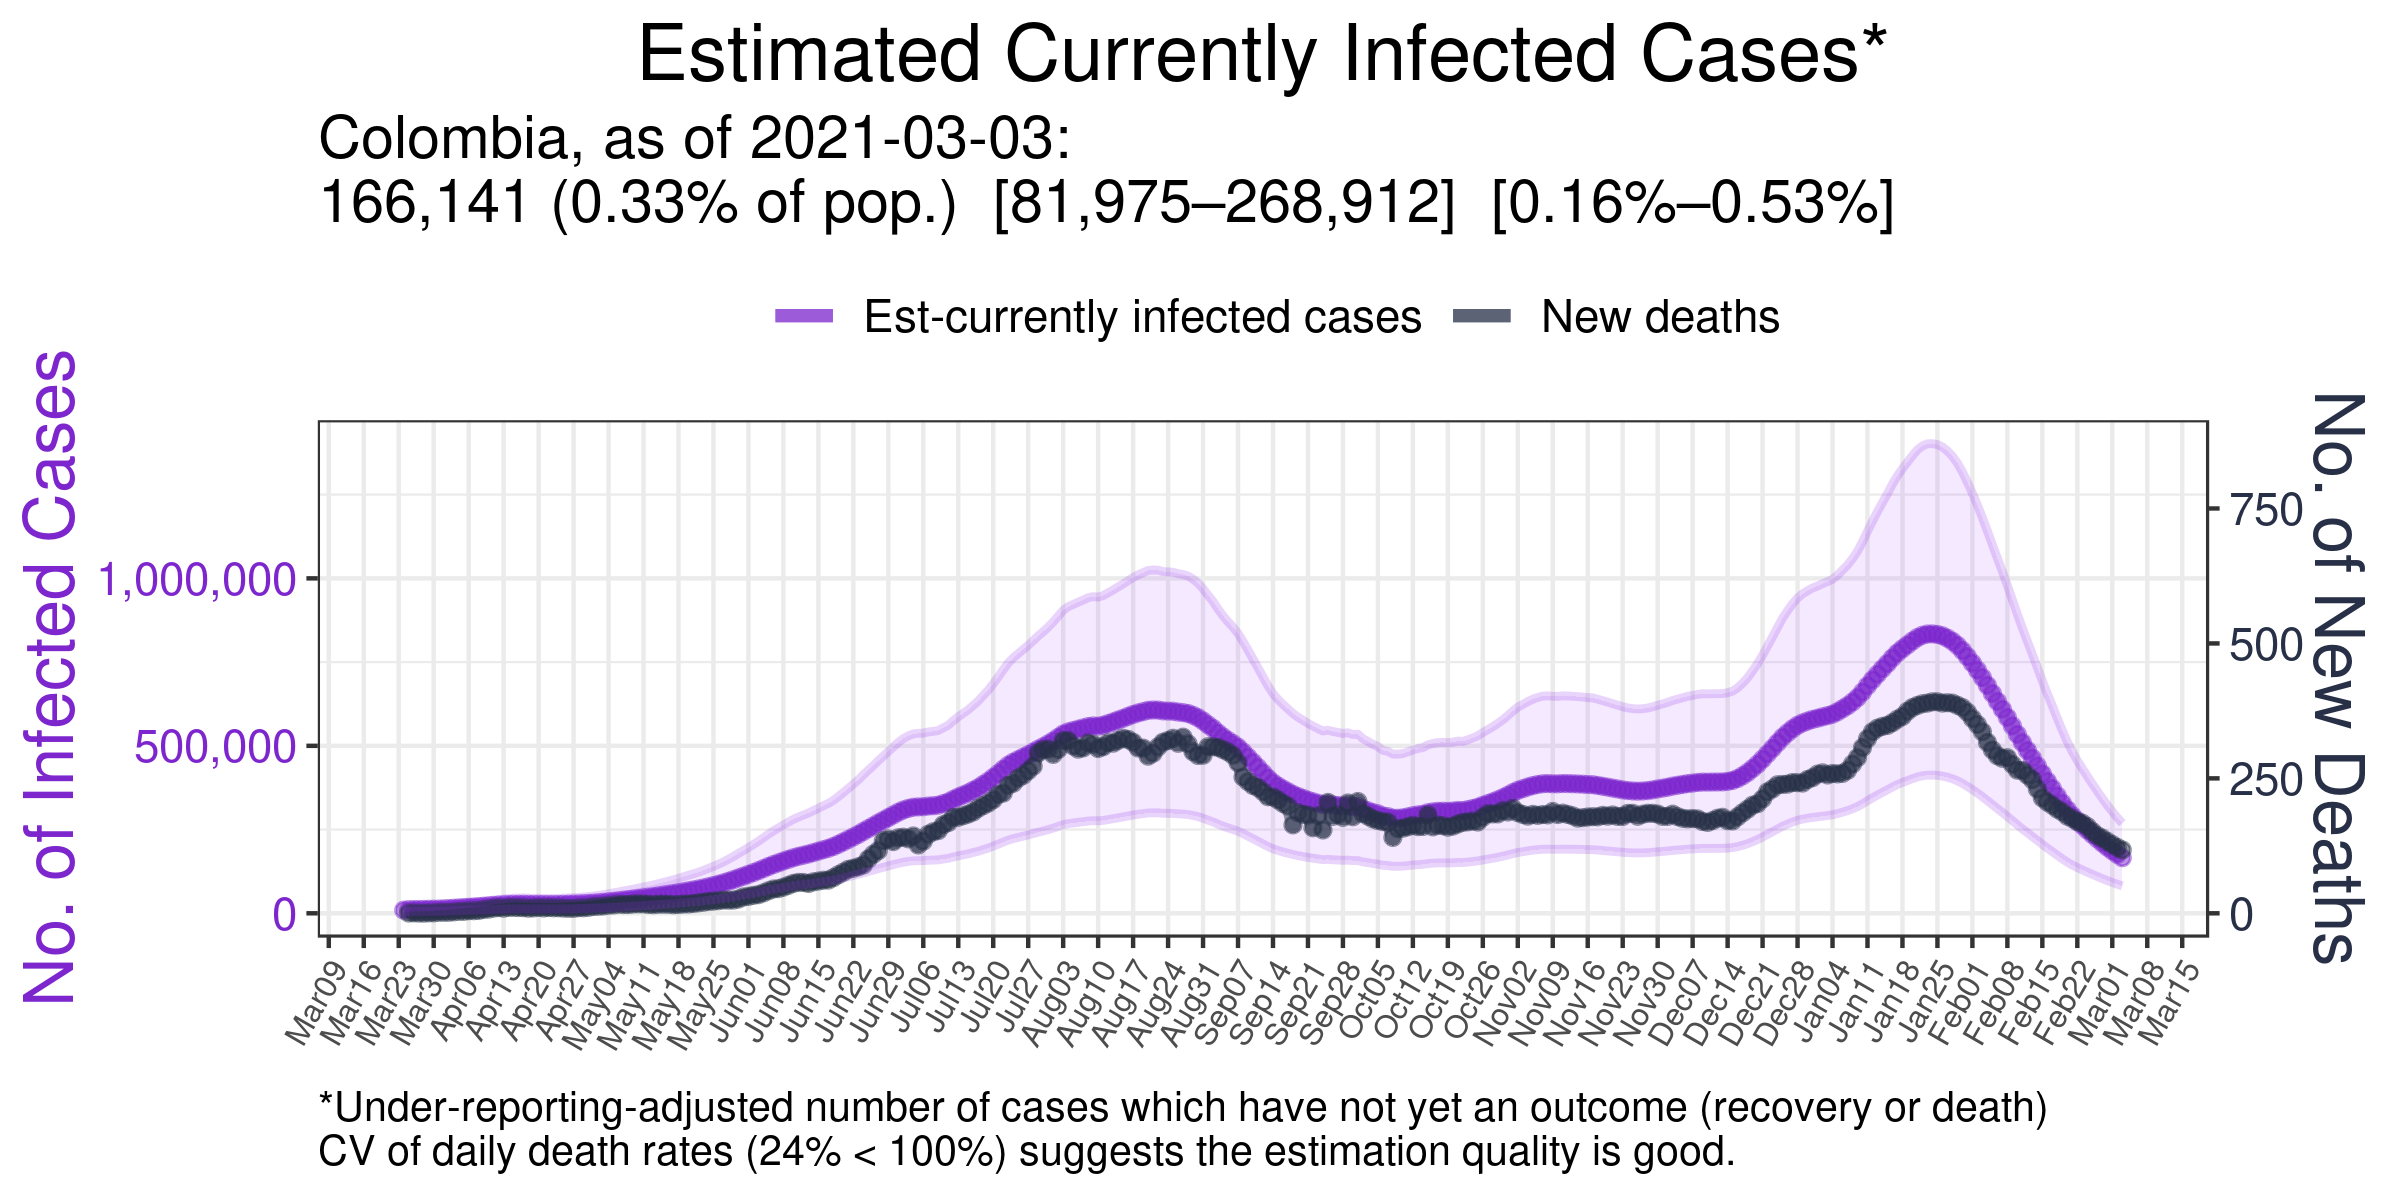 Estimated Currently Infected Cases*
Colombia, as of 2021-03-03:
166,141 (0.33% of pop.) [81,975–268,912] [0.16%–0.53%]
Est-currently infected cases New deaths
No. of Infected Cases
1,000,000
500,000
0
750
500
250
0
No. of New Deaths
Mar09 Mar16 Mar23 Mar30 Apr06 Apr13 Apr20 Apr27 May04 May11 May18 May25 Jun01 Jun08 Jun15 Jun22 Jun29 Jul06 Jul13 Jul20 Jul27 Aug03 Aug10 Aug17 Aug24 Aug31 Sep07 Sep14 Sep21 Sep28 Oct05 Oct12 Oct19 Oct26 Nov02 Nov09 Nov16 Nov23 Nov30 Dec07 Dec14 Dec21 Dec28 Jan04 Jan11 Jan18 Jan25 Feb01 Feb08 Feb15 Feb22 Mar01 Mar08 Mar15
*Under-reporting-adjusted number of cases which have not yet an outcome (recovery or death)
CV of daily death rates (24% < 100%) suggests the estimation quality is good.